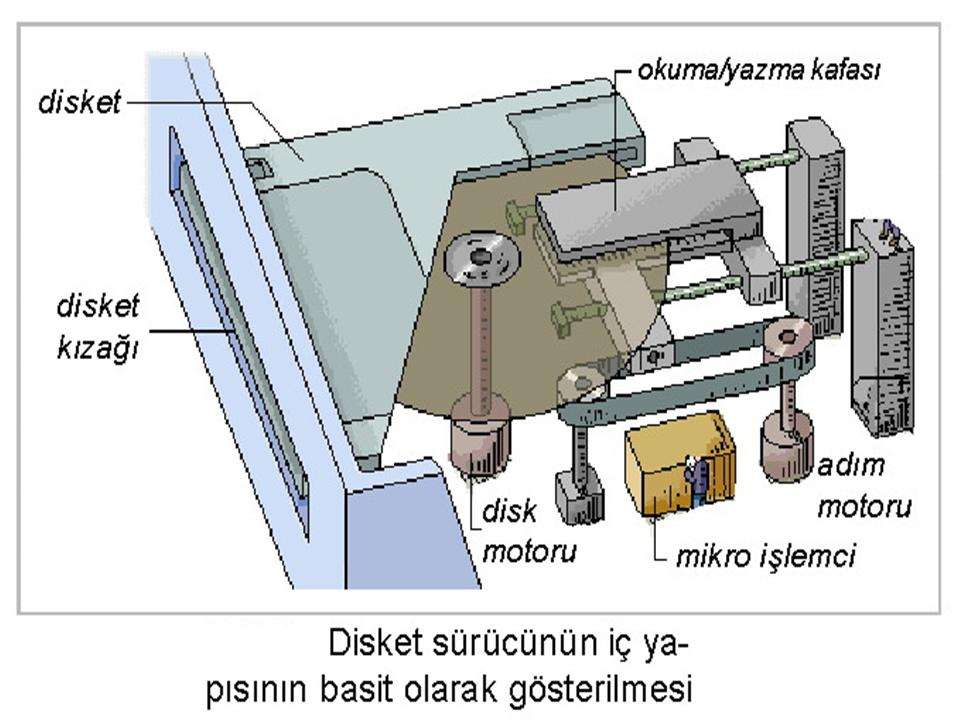 okuma/yazma kafası
disket
disket
kızağı
disk
motoru
adım
motoru
mikro işlemci
Disket sürücünün iç ya-
pısının basit olarak gösterilmesi